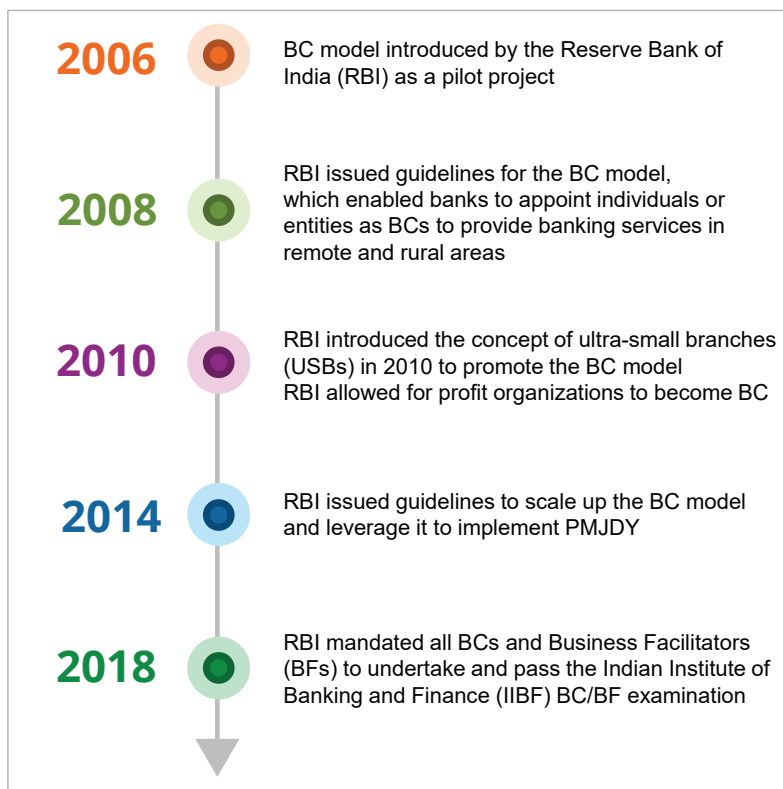 2006
BC model introduced by the Reserve Bank of
India (RBI) as a pilot project
2008
RBI issued guidelines for the BC model,
which enabled banks to appoint individuals or
entities as BCs to provide banking services in
remote and rural areas
2010
RBI introduced the concept of ultra-small branches
(USBs) in 2010 to promote the BC model
RBI allowed for profit organizations to become BC
2014
RBI issued guidelines to scale up the BC model
and leverage it to implement PMJDY
2018
RBI mandated all BCs and Business Facilitators
(BFs) to undertake and pass the Indian Institute of
Banking and Finance (IIBF) BC/BF examination